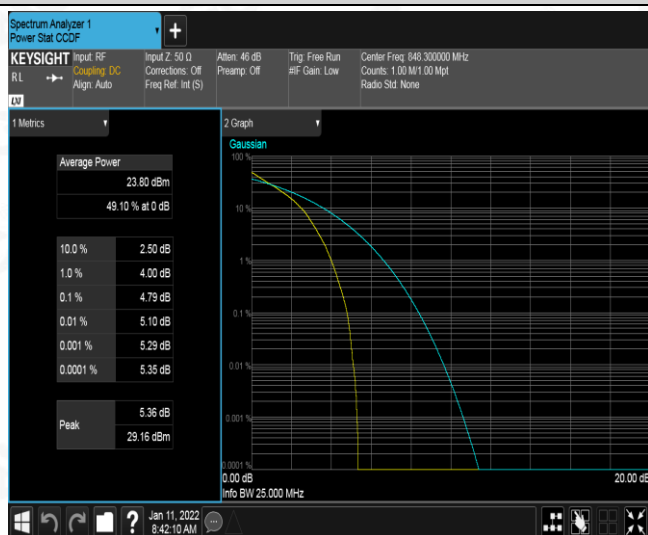 Spectrum Analyzer 1
Power Stat CCDF
KEYSIGHT
RL
LXI
Input: RF
Coupling: DC
Align: Auto
Input Z: 50 Ω
Corrections: Off
Freq Ref: Int (S)
Atten: 46 dB
Preamp: Off
Trig: Free Run
#IF Gain: Low
Center Freq: 848.300000 MHz
Counts: 1.00 M/1.00 Mpt
Radio Std: None
1 Metrics
Average Power
23.80 dBm
49.10 % at 0 dB
10.0 % 2.50 dB
1.0 % 4.00 dB
0.1 % 4.79 dB
0.01 % 5.10 dB
0.001 % 5.29 dB
0.0001 % 5.35 dB
Peak
5.36 dB
29.16 dBm
2 Graph
Gaussian
100 %
10 %
1 %
0.1 %
0.01 %
0.001 %
0.0001 %
0.00 dB 20.00 dB
Info BW 25.000 MHz
?
Jan 11, 2022
8:42:10 AM